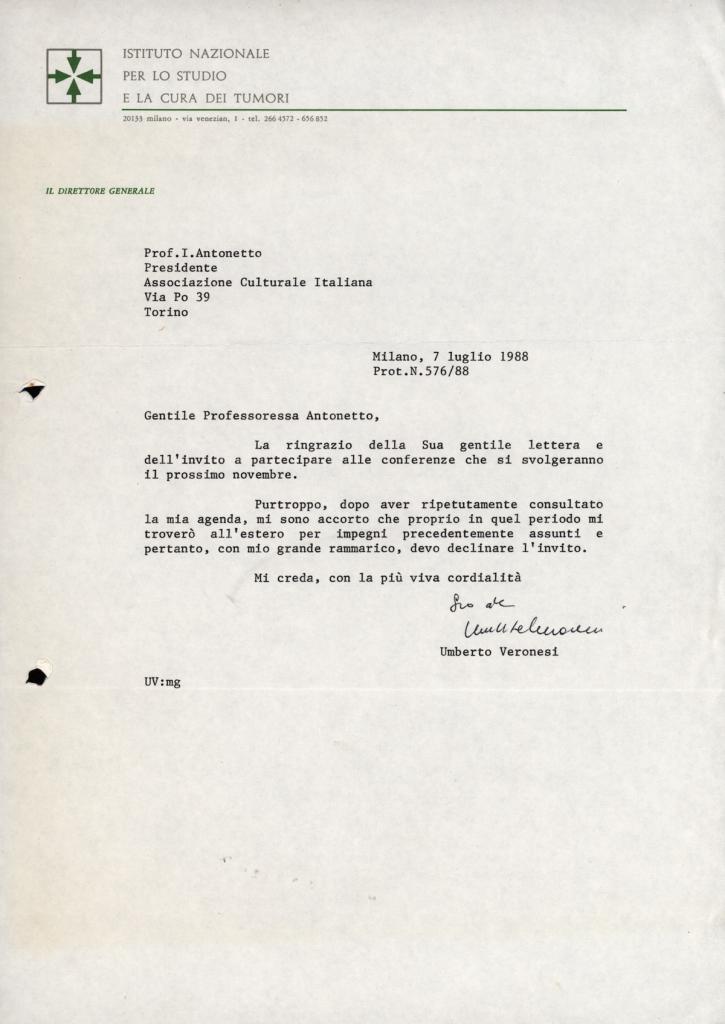 ISTITUTO NAZIONALE
PER LO STUDIO
E LA CURA DEI TUMORI
20133 milano - via venezian, 1 - tel. 266 4572 - 656 852
IL DIRETTORE GENERALE
Prof.I.Antonetto
Presidente
Associazione Culturale Italiana
Via Po 39
Torino
Milano, 7 luglio 1988
Prot.N.576/88
Gentile Professoressa Antonetto,
La ringrazio della Sua gentile lettera e
dell'invito a partecipare alle conferenze che si svolgeranno
il prossimo novembre.
Purtroppo, dopo aver ripetutamente consultato
la mia agenda, mi sono accorto che proprio in quel periodo mi
troverò all'estero per impegni precedentemente assunti e
pertanto, con mio grande rammarico, devo declinare l'invito.
Mi creda, con la più viva cordialità
Umberto Veronesi
UV:mg